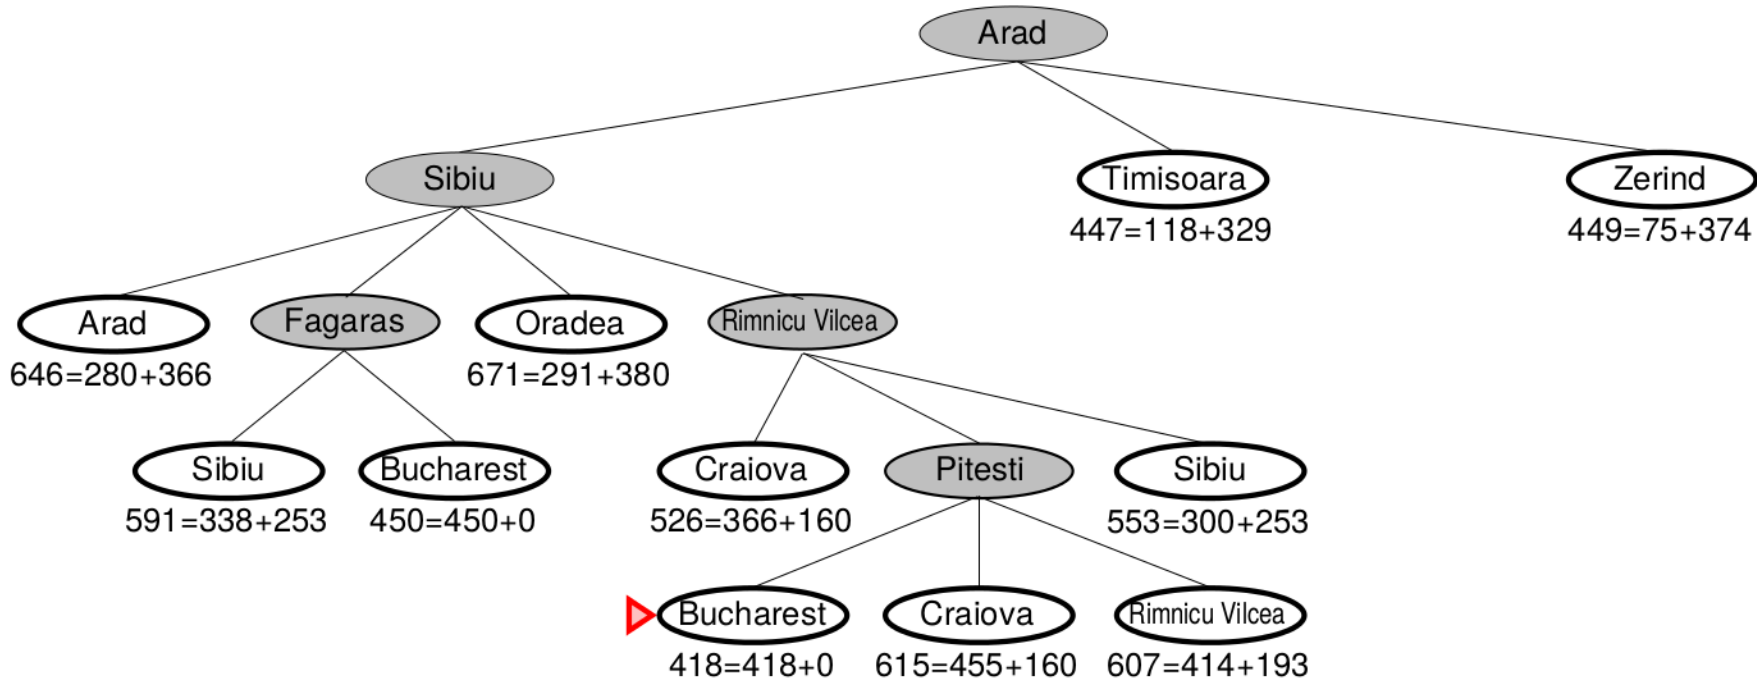 Arad
Sibiu
Timisoara
Zerind
447=118+329
449=75+374
Arad
Fagaras
Oradea
Rimnicu Vilcea
646=280+366
671=291+380
Sibiu
Bucharest
Craiova
Pitesti
Sibiu
591=338+253
450=450+0
526=366+160
553=300+253
Bucharest
Craiova
Rimnicu Vilcea
418=418+0
615=455+160
607=414+193